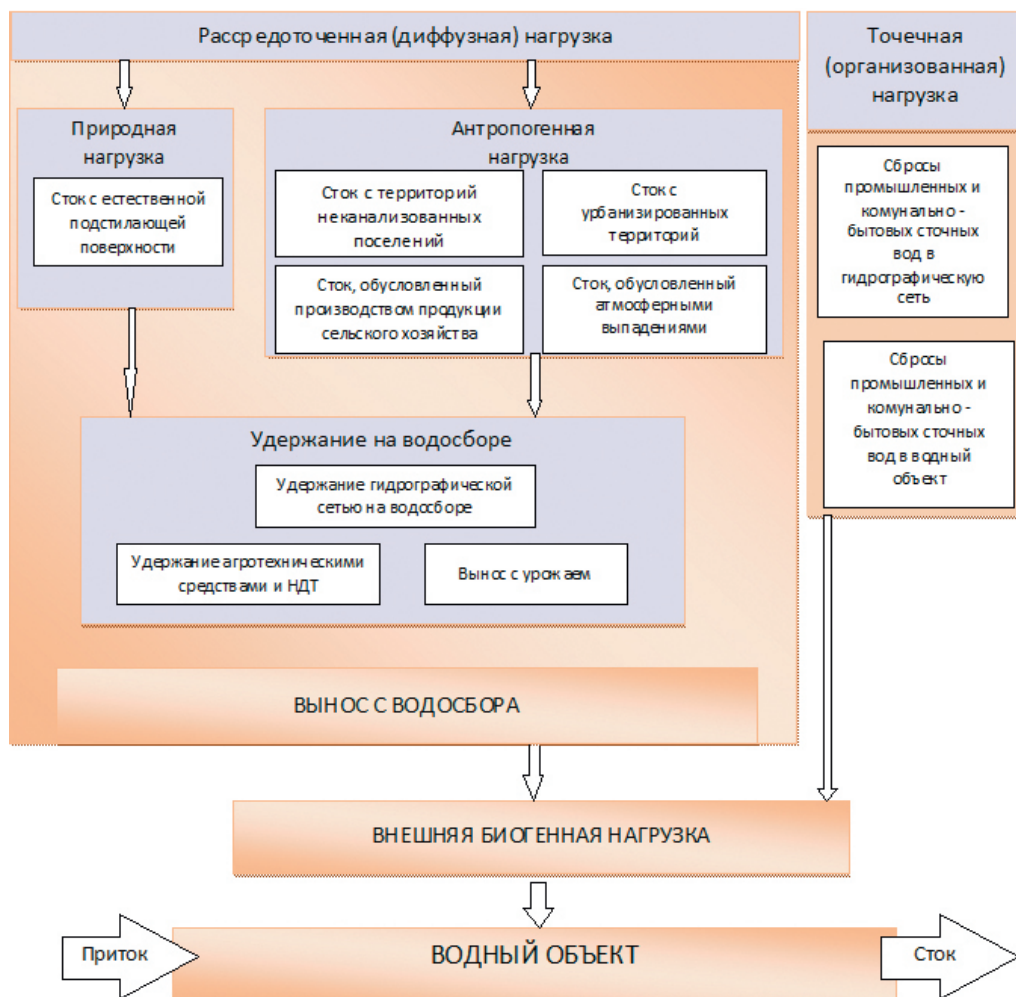 Рассредоточенная (диффузная) нагрузка
Точечная
(организованная)
нагрузка
Природная
нагрузка
Сток с естественной
подстилающей
поверхности
Антропогенная
нагрузка
Сток с территорий
неканализованных
поселений
Сток с
урбанизированных
территорий
Сток, обусловленный
производством продукции
сельского хозяйства
Сток, обусловленный
атмосферными
выпадениями
Сбросы
промышленных и
комунально -
бытовых сточных
вод в
гидрографическую
сеть
Сбросы
промышленных и
комунально -
бытовых сточных
вод в водный
объект
Удержание на водосборе
Удержание гидрографической
сетью на водосборе
Удержание агротехническими
средствами и НДТ
Вынос с урожаем
ВЫНОС С ВОДОСБОРА
ВНЕШНЯЯ БИОГЕННАЯ НАГРУЗКА
Приток
ВОДНЫЙ ОБЪЕКТ
Сток